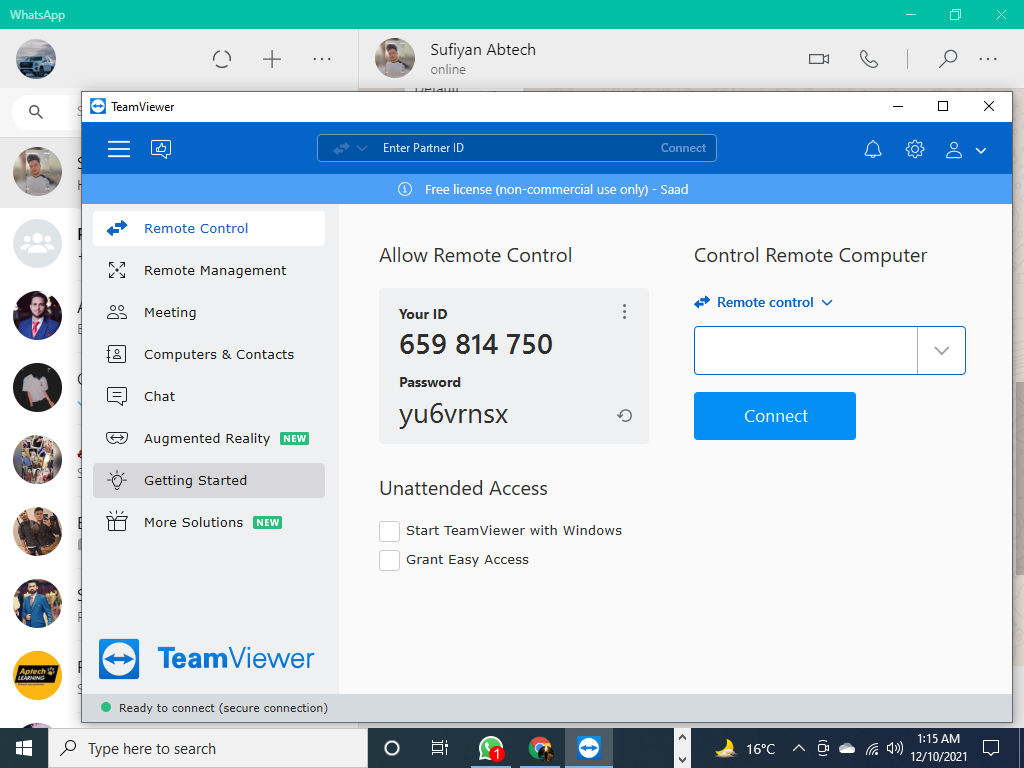 WhatsApp
Sufiyan Abtech
online
TeamViewer
Enter Partner ID
Connect
Free license (non-commercial use only) - Saad
Remote Control
Remote Management
Meeting
Computers & Contacts
Chat
Augmented Reality NEW
Getting Started
More Solutions NEW
TeamViewer
Allow Remote Control
Your ID
659 814 750
Password
yu6vrnsx
Unattended Access
Start TeamViewer with Windows
Grant Easy Access
Control Remote Computer
Remote control
Connect
Aptech
LEARNING
Ready to connect (secure connection)
Type here to search
1
16°C
1:15 AM
12/10/2021